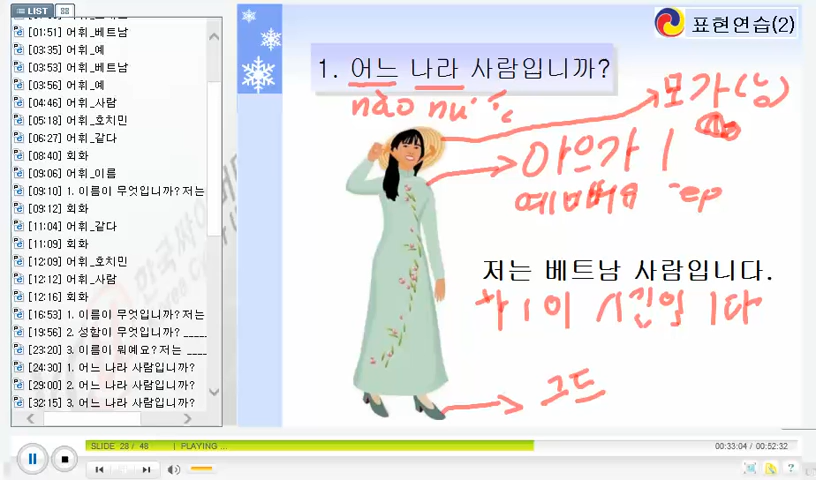 LIST
[01:51] 어휘_베트남
[03:35] 어휘_예
[03:53] 어휘_베트남
[03:56] 어휘_예
[04:46] 어휘_사람
[05:18] 어휘_호치민
[06:27] 어휘_같다
[08:40] 회화
[09:06] 어휘_이름
[09:10] 1. 이름이 무엇입니까? 저는
[09:12] 회화
[11:04] 어휘_같다
[11:09] 회화
[12:09] 어휘_호치민
[12:12] 어휘_사람
[12:16] 회화
[16:53] 1. 이름이 무엇입니까? 저는
[19:56] 2. 성함이 무엇입니까? ____
[23:20] 3. 이름이 뭐예요? 저는 ____
[24:30] 1. 어느 나라 사람입니까?
[29:00] 2. 어느 나라 사람입니까?
[32:15] 3. 어느 나라 사람입니까?
표현연습(2)
1. 어느 나라 사람입니까?
nào
저는 베트남 사람입니다.
SLIDE 28 / 48
PLAYING ...
00:33:04 / 00:52:32